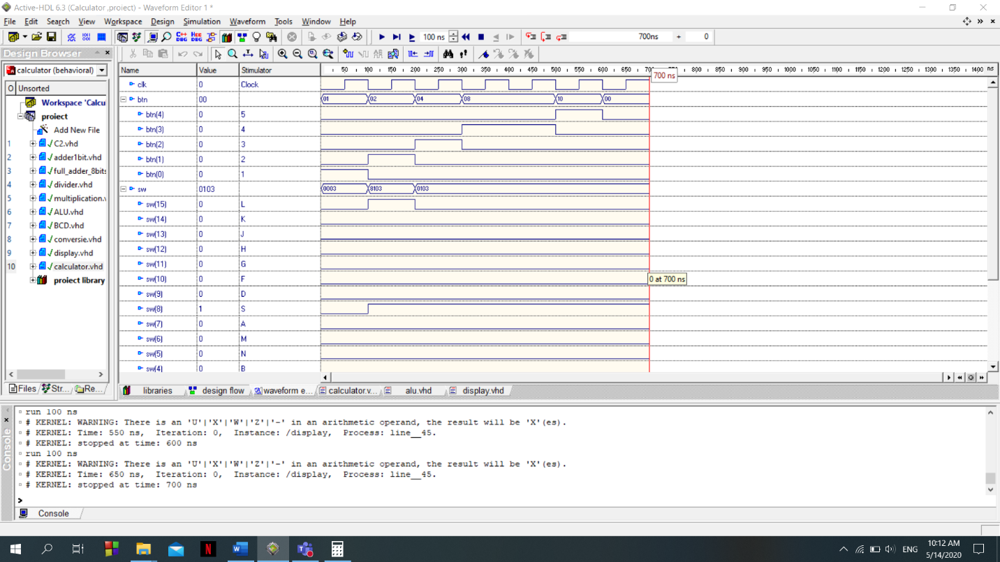 Active-HDL 6.3 (Calculator ,proiect) - Waveform Editor 1 *
File Edit Search View Workspace Design Simulation Waveform Tools Window Help
C++ DBG
100 ns
700ns + 0
Design Browser
calculator (behavioral)
O Unsorted
Workspace 'Calcu
proiect
Add New File
1 C2.vhd
2 adder1bit.vhd
3 full_adder_8bits
4 divider.vhd
5 multiplication.v
6 ALU.vhd
7 BCD.vhd
8 conversie.vhd
9 display.vhd
10 calculator.vhd
proiect library
Files Str... Re...
Name Value Stimulator 50 100 150 200 250 300 350 400 450 500 550 600 650 700 800 850 900 950 1000 1050 1100 1150 1200 1250 1300 1350 1400 ns
700 ns
clk 0 Clock
btn 00 01 02 04 08 10 00
btn(4) 0 5
btn(3) 0 4
btn(2) 0 3
btn(1) 0 2
btn(0) 0 1
sw 0103 0003 8103 0103
sw(15) 0 L
sw(14) 0 K
sw(13) 0 J
sw(12) 0 H
sw(11) 0 G
sw(10) 0 F
0 at 700 ns
sw(9) 0 D
sw(8) 1 S
sw(7) 0 A
sw(6) 0 M
sw(5) 0 N
sw(4) 0 B
libraries design flow waveform e... calculator.v... alu.vhd display.vhd
Console
run 100 ns
# KERNEL: WARNING: There is an 'U'|'X'|'W'|'Z'|'-' in an arithmetic operand, the result will be 'X'(es).
# KERNEL: Time: 550 ns, Iteration: 0, Instance: /display, Process: line__45.
# KERNEL: stopped at time: 600 ns
run 100 ns
# KERNEL: WARNING: There is an 'U'|'X'|'W'|'Z'|'-' in an arithmetic operand, the result will be 'X'(es).
# KERNEL: Time: 650 ns, Iteration: 0, Instance: /display, Process: line__45.
# KERNEL: stopped at time: 700 ns
>
Console
ENG
10:12 AM
5/14/2020